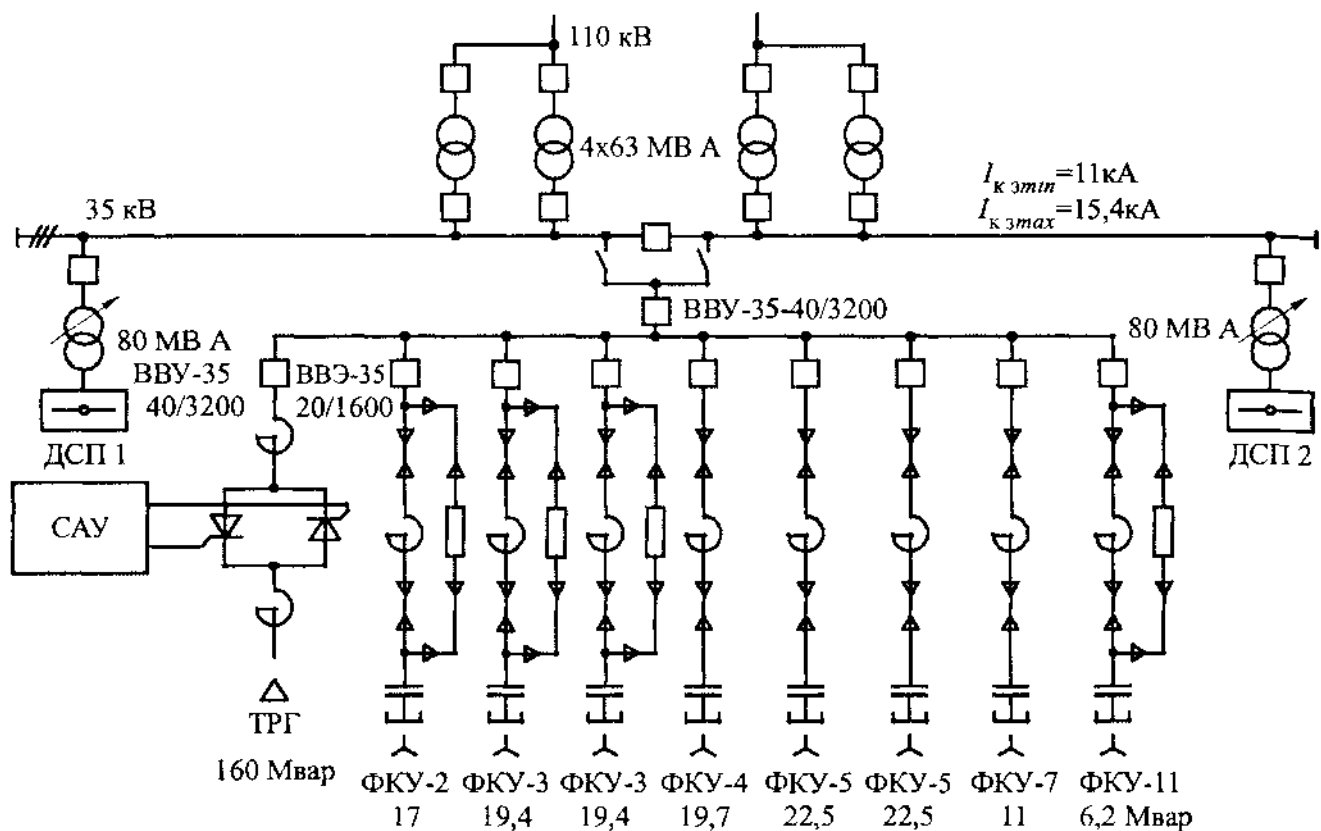 110 кВ
4х63 МВ А
I к зmin=11кА
I к зmax=15,4кА
35 кВ
ВВУ-35-40/3200
80 МВ А
ВВУ-35
40/3200
ВВЭ-35
20/1600
80 МВ А
ДСП 1
ДСП 2
САУ
ТРГ
160 Мвар
ФКУ-2
17
ФКУ-3
19,4
ФКУ-3
19,4
ФКУ-4
19,7
ФКУ-5
22,5
ФКУ-5
22,5
ФКУ-7
11
ФКУ-11
6,2 Мвар